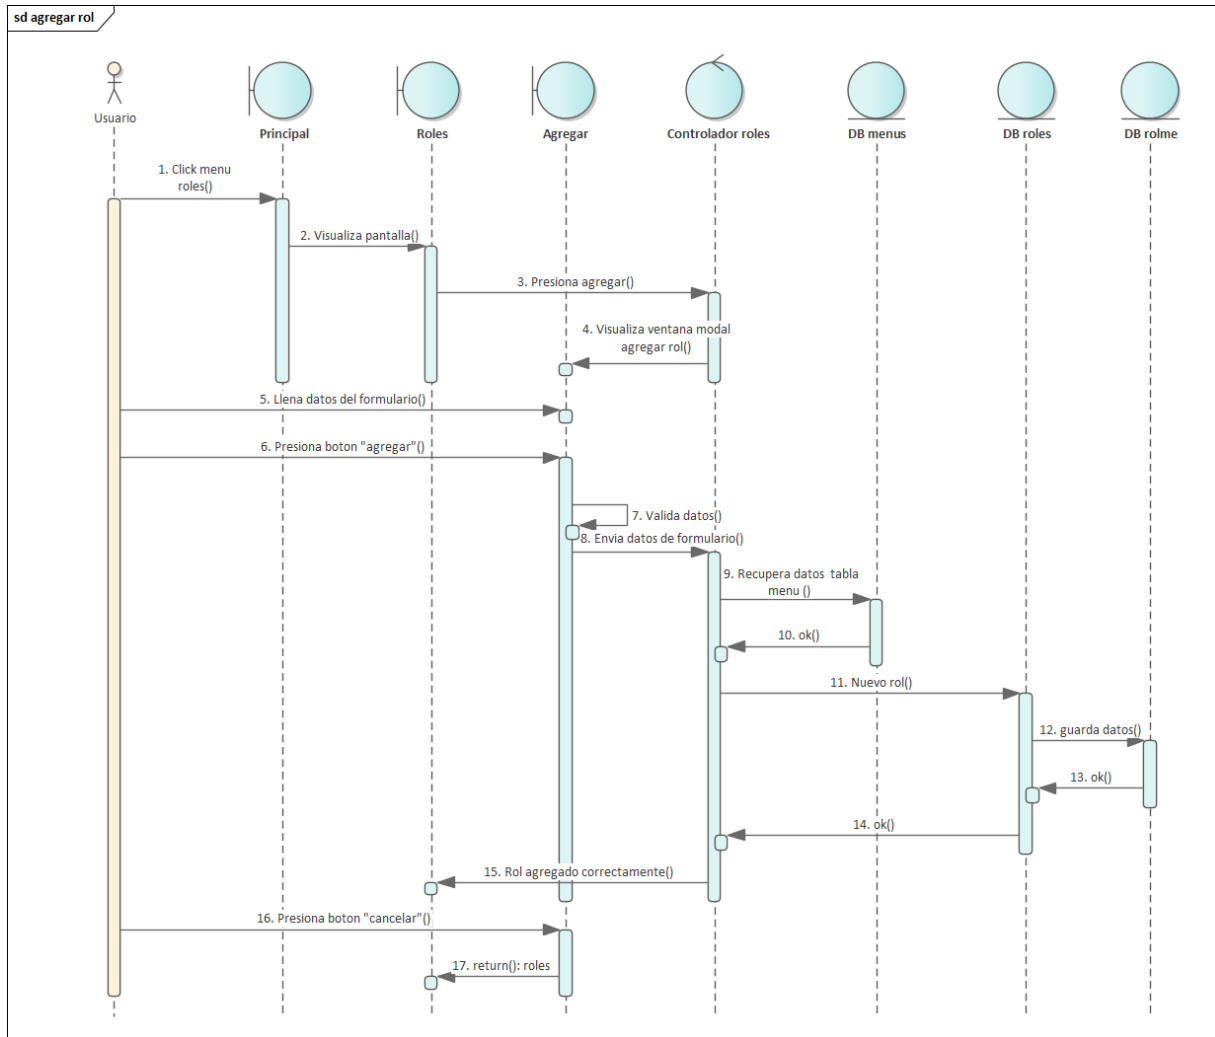 sd agregar rol
Usuario
Principal
Roles
Agregar
Controlador roles
DB menus
DB roles
DB rolme
1. Click menu
roles()
2. Visualiza pantalla()
3. Presiona agregar()
4. Visualiza ventana modal
agregar rol()
5. Llena datos del formulario()
6. Presiona boton "agregar"()
7. Valida datos()
8. Envia datos de formulario()
9. Recupera datos  tabla
menu ()
10. ok()
11. Nuevo rol()
12. guarda datos()
13. ok()
14. ok()
15. Rol agregado correctamente()
16. Presiona boton "cancelar"()
17. return(): roles